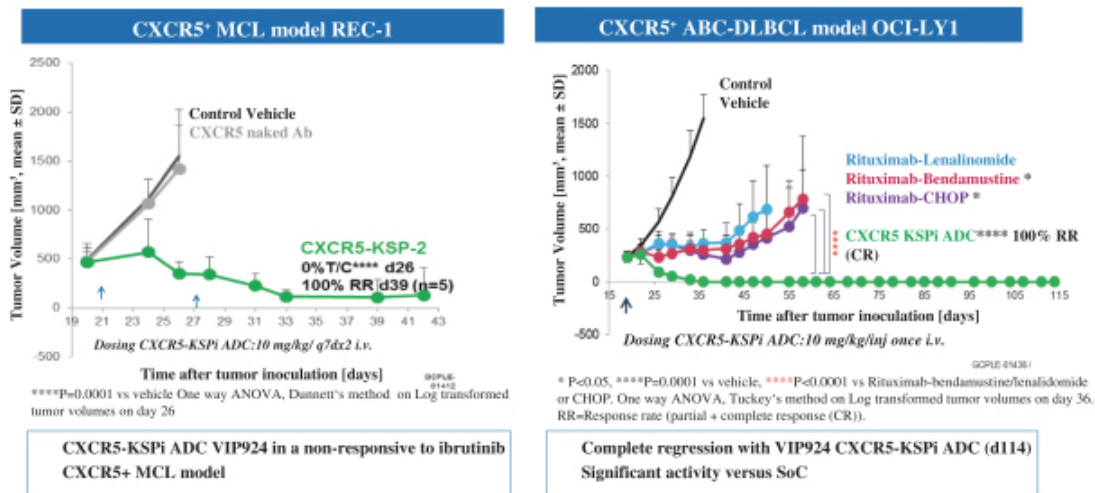 CXCR5⁺ MCL model REC-1
2500
2000
1500
1000
500
0
-500
Tumor Volume [mm³, mean ± SD]
Control Vehicle
CXCR5 naked Ab
CXCR5-KSP-2
0%T/C**** d26
100% RR d39 (n=5)
19 21 23 25 27 29 31 33 35 37 39 41 43
Dosing CXCR5-KSPi ADC:10 mg/kg/ q7dx2 i.v.
Time after tumor inoculation [days]
GCPLE-
01412
****P=0.0001 vs vehicle One way ANOVA, Dunnett's method on Log transformed
tumor volumes on day 26
CXCR5-KSPi ADC VIP924 in a non-responsive to ibrutinib
CXCR5+ MCL model
CXCR5⁺ ABC-DLBCL model OCI-LY1
2000
1500
1000
500
0
-500
Tumor Volume [mm³, mean ± SD]
Control
Vehicle
Rituximab-Lenalinomide
Rituximab-Bendamustine *
Rituximab-CHOP *
****
CXCR5 KSPi ADC**** 100% RR
(CR)
15 25 35 45 55 65 75 85 95 105 115
Time after tumor inoculation [days]
Dosing CXCR5-KSPi ADC:10 mg/kg/inj once i.v.
GCPLE-01430 /
* P<0.05, ****P=0.0001 vs vehicle, ****P<0.0001 vs Rituximab-bendamustine/lenalidomide
or CHOP. One way ANOVA, Tuckey's method on Log transformed tumor volumes on day 36.
RR=Response rate (partial + complete response (CR)).
Complete regression with VIP924 CXCR5-KSPi ADC (d114)
Significant activity versus SoC